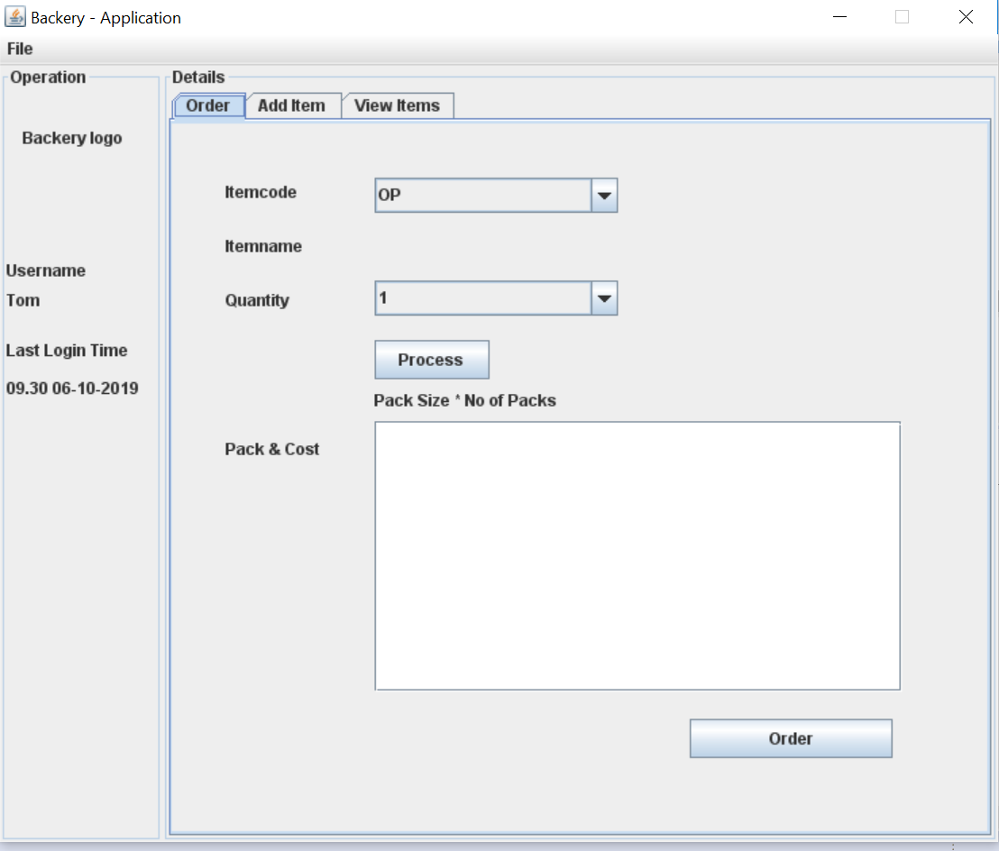 Backery - Application
File
Operation
Backery logo
Username
Tom
Last Login Time
09.30 06-10-2019
Details
Order Add Item View Items
Itemcode OP
Itemname
Quantity 1
Process
Pack Size * No of Packs
Pack & Cost
Order